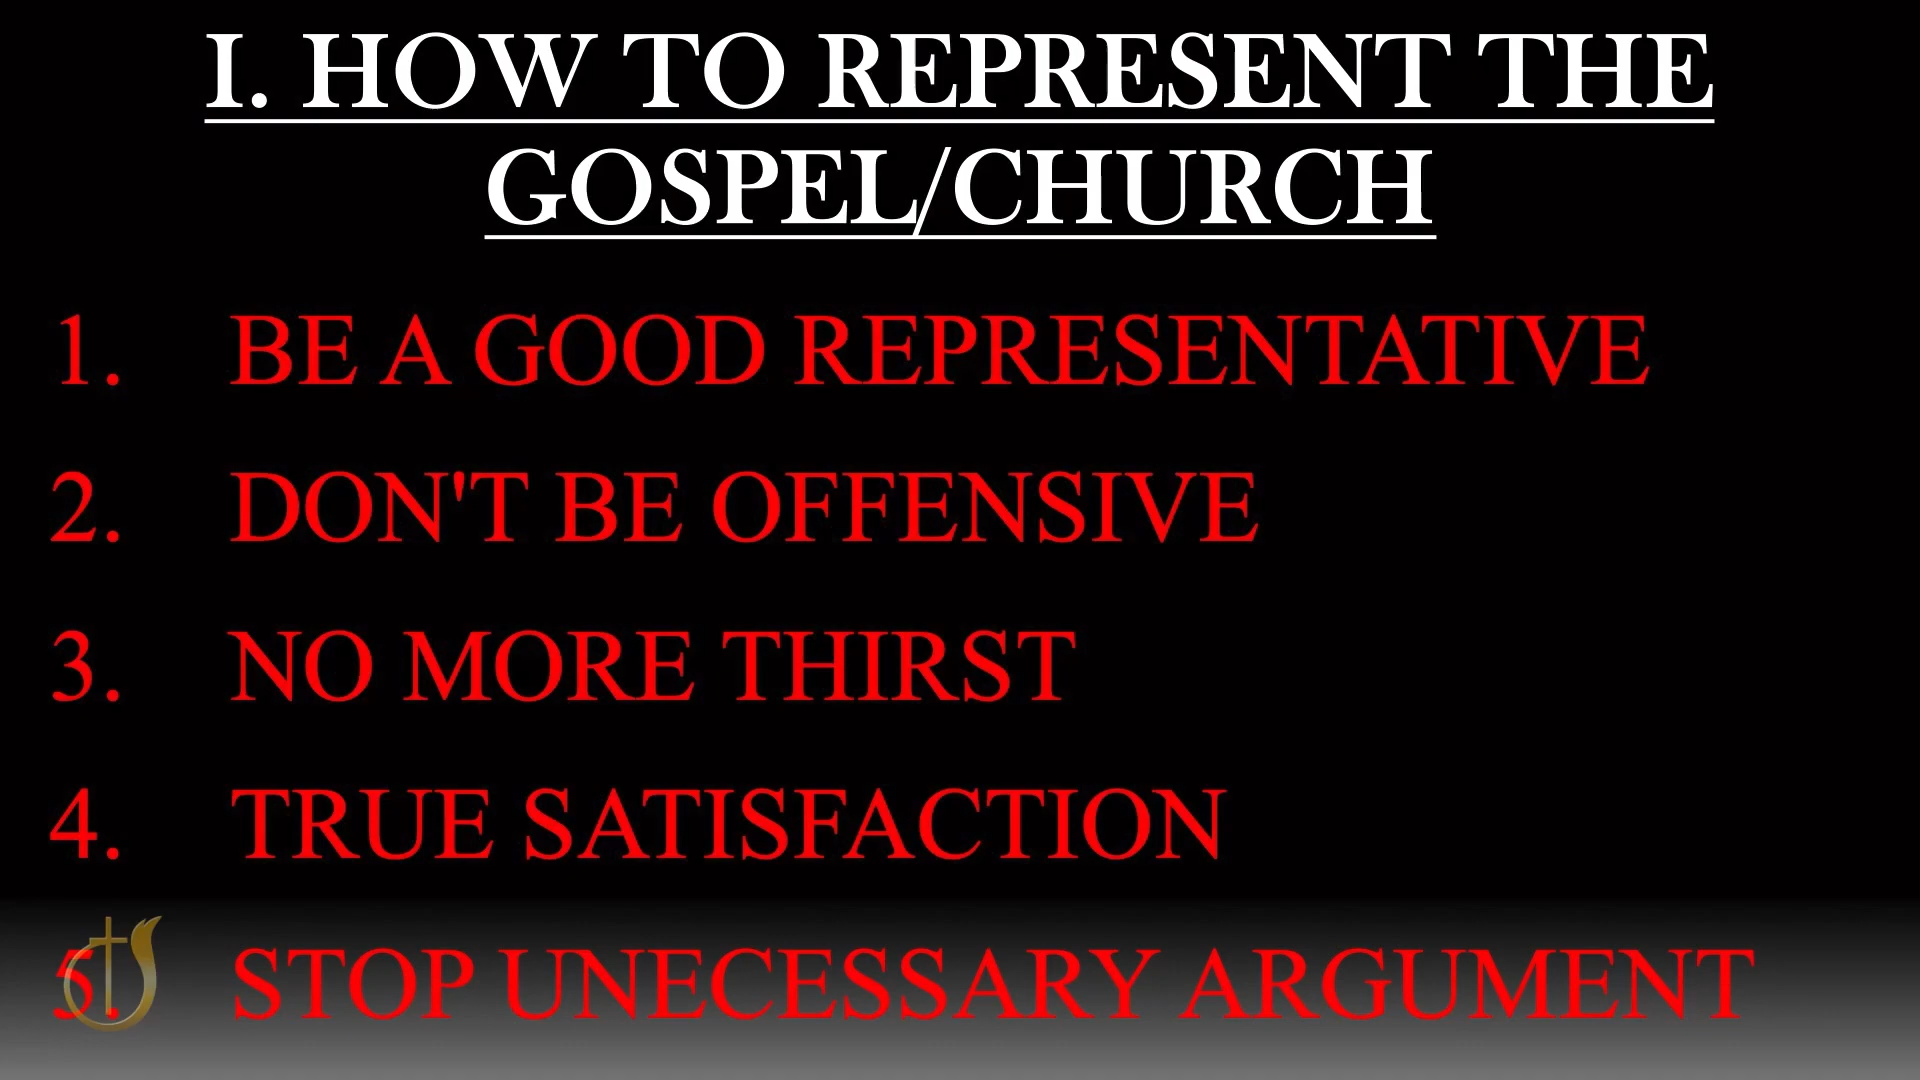 I. HOW TO REPRESENT THE
GOSPEL/CHURCH
1. BE A GOOD REPRESENTATIVE
2. DON'T BE OFFENSIVE
3. NO MORE THIRST
4. TRUE SATISFACTION
5. STOP UNECESSARY ARGUMENT